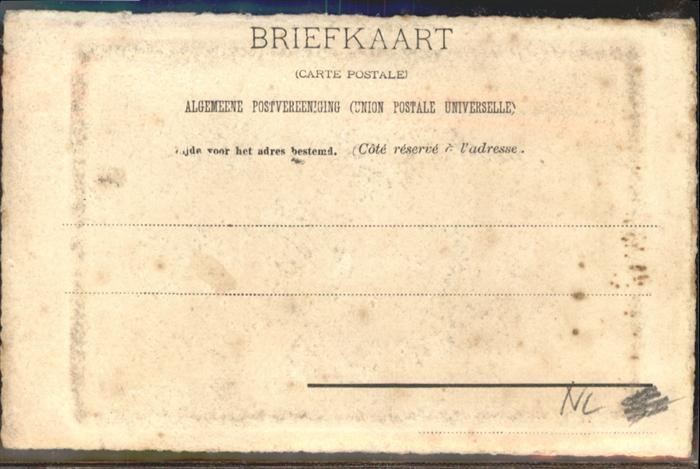 BRIEFKAART
(CARTE POSTALE)
ALGEMEENE POSTVEREENIGING (UNION POSTALE UNIVERSELLE)
voor het adres bestemd. (Côté réservé à l'adresse.
NL